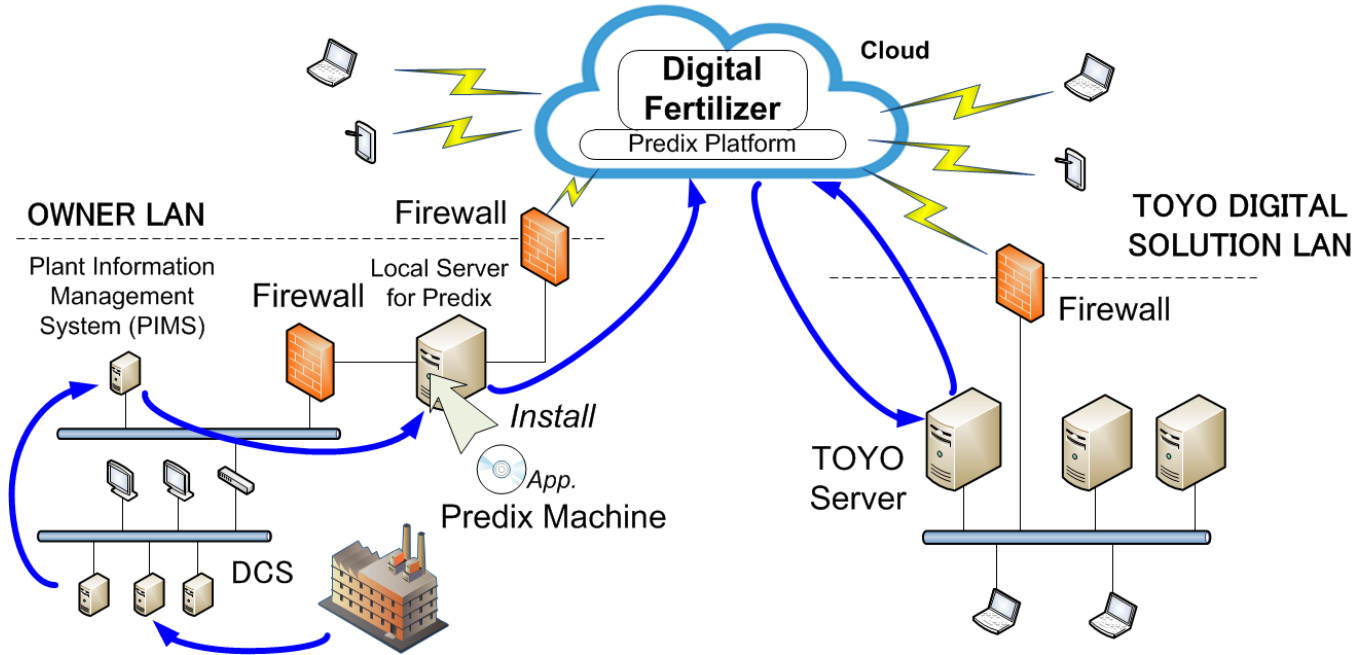 Cloud
Digital
Fertilizer
Predix Platform
OWNER LAN
Firewall
TOYO DIGITAL
SOLUTION LAN
Plant Information
Management
System (PIMS)
Firewall
Local Server
for Predix
Firewall
Install
App.
Predix Machine
TOYO
Server
DCS